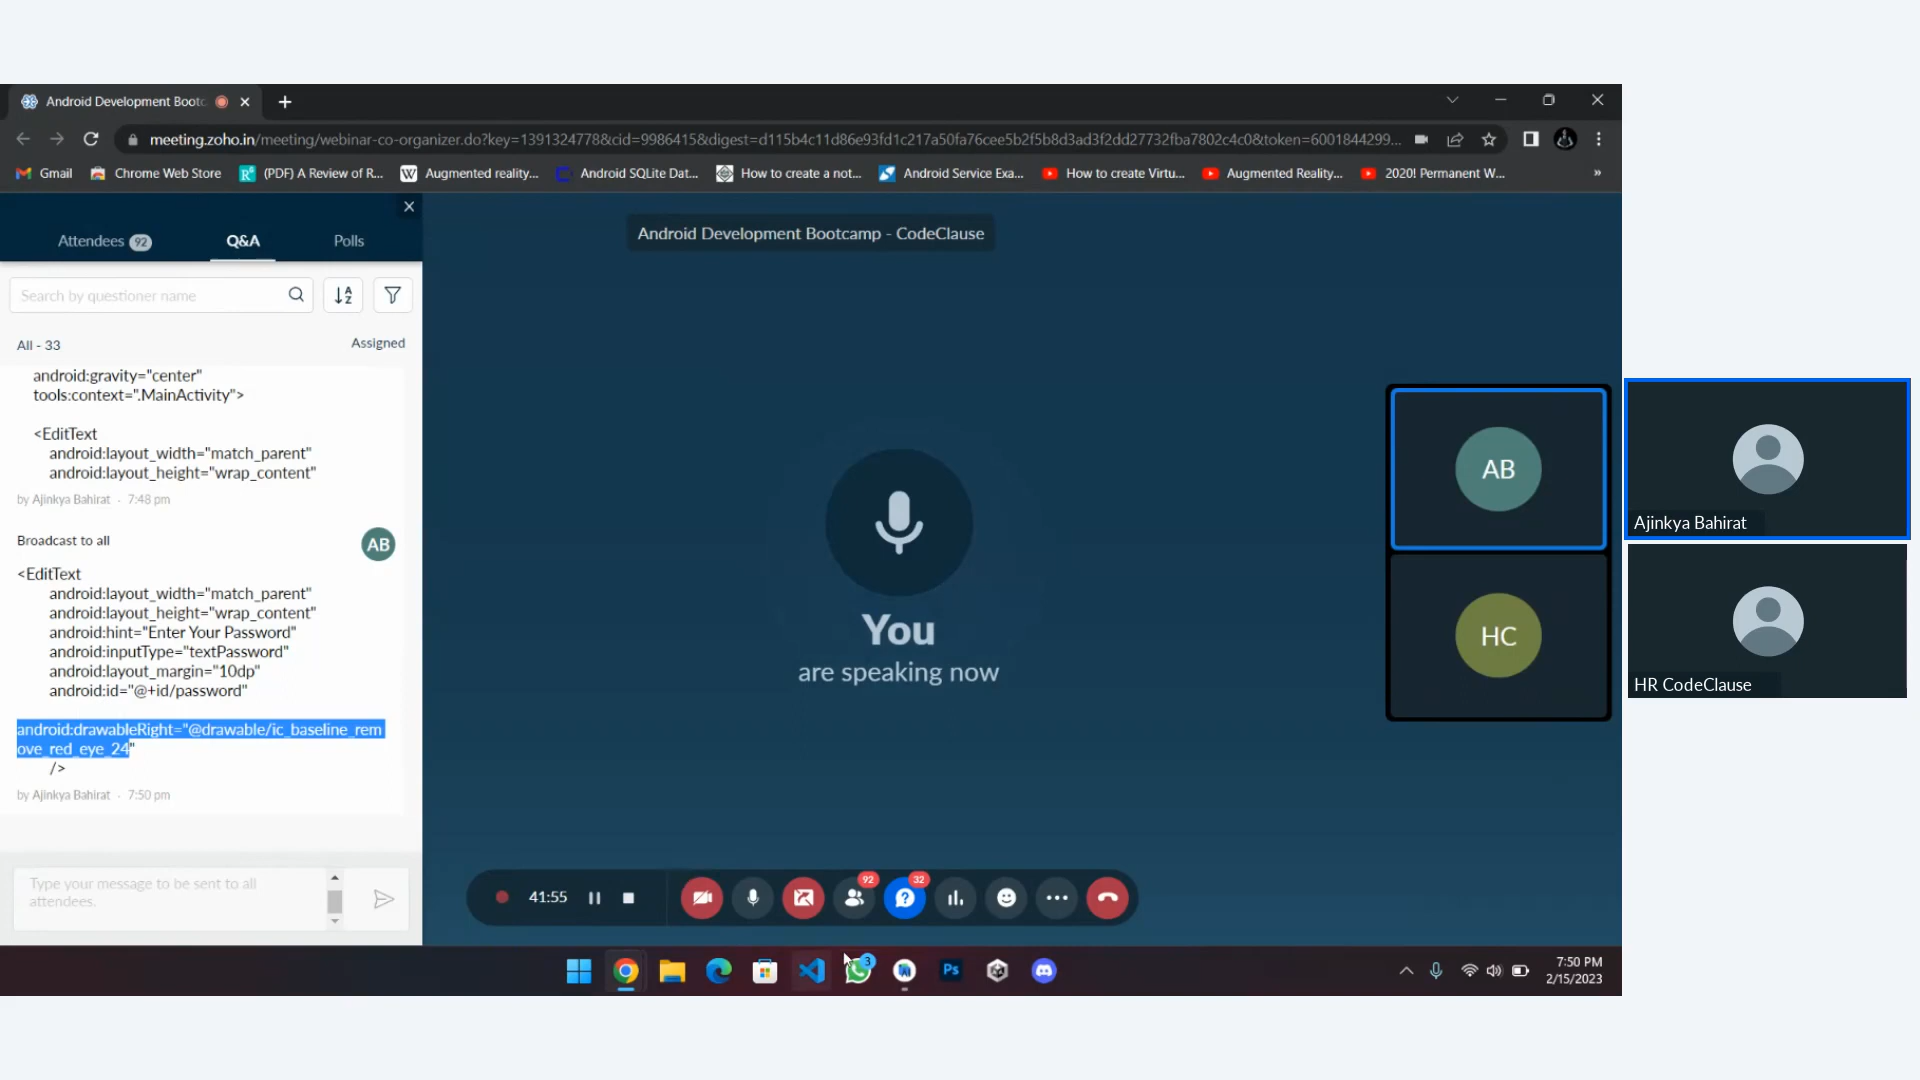 Android Development Bootc
meeting.zoho.in/meeting/webinar-co-organizer.do?key=1391324778&cid=9986415&digest=d115b4c11d86e93fd1c217a50fa76cee5b2f5b8d3ad3f2dd27732fba7802c4c0&token=6001844299...
Gmail
Chrome Web Store
(PDF) A Review of R...
Augmented reality...
Android SQLite Dat...
How to create a not...
Android Service Exa...
How to create Virtu...
Augmented Reality,...
2020! Permanent W...
»
Attendees 92
Q&A
Polls
Android Development Bootcamp - CodeClause
Search by questioner name
All - 33
Assigned
android:gravity="center"
tools:context=".MainActivity">
<EditText
android:layout_width="match_parent"
android:layout_height="wrap_content"
by Ajinkya Bahirat · 7:48 pm
Broadcast to all
AB
<EditText
android:layout_width="match_parent"
android:layout_height="wrap_content"
android:hint="Enter Your Password"
android:inputType="textPassword"
android:layout_margin="10dp"
android:id="@+id/password"
android:drawableRight="@drawable/ic_baseline_rem
ove_red_eye_24"
/>
by Ajinkya Bahirat · 7:50 pm
Type your message to be sent to all
attendees.
You
are speaking now
AB
HC
Ajinkya Bahirat
HR CodeClause
41:55
92
32
3
Ps
7:50 PM
2/15/2023